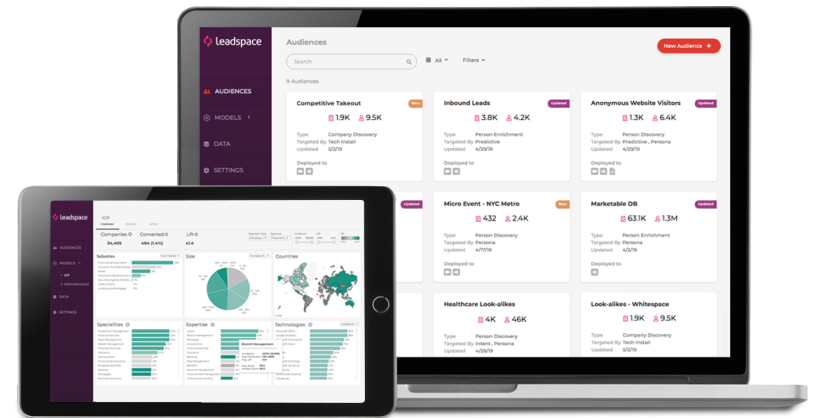 leadspace
AUDIENCES
MODELS
DATA
SETTINGS
Audiences
Search
All
Filters
New Audience +
9 Audiences
Competitive Takeout
New
1.9K 9.5K
Type Company Discovery
Targeted By Tech Install
Updated 5/2/19
Deployed to
Inbound Leads
Updated
3.8K 4.2K
Type Person Enrichment
Targeted By Predictive
Updated 4/29/19
Deployed to
Anonymous Website Visitors
Updated
1.3K 6.4K
Type Person Discovery
Targeted By Predictive, Persona
Updated 4/29/19
Deployed to
Updated
Micro Event - NYC Metro
New
432 2.4K
Type Person Discovery
Targeted By Persona
Updated 4/17/19
Deployed to
Marketable DB
Updated
63.1K 1.3M
Type Person Enrichment
Targeted By Persona
Deployed to
Healthcare Look-alikes
4K 46K
Type Person Discovery
Targeted By Intent, Persona
Updated 4/28/19
Look-alikes - Whitespace
1.9K 9.5K
Type Company Discovery
Targeted By Tech Install
Updated 5/2/19
leadspace
AUDIENCES
MODELS
ICP
DATA
SETTINGS
ICP
Companies
34,405
Converted
484 (1.4%)
Lift
x1.4
Industries
Size
Countries
Specialities
Expertise
Technologies